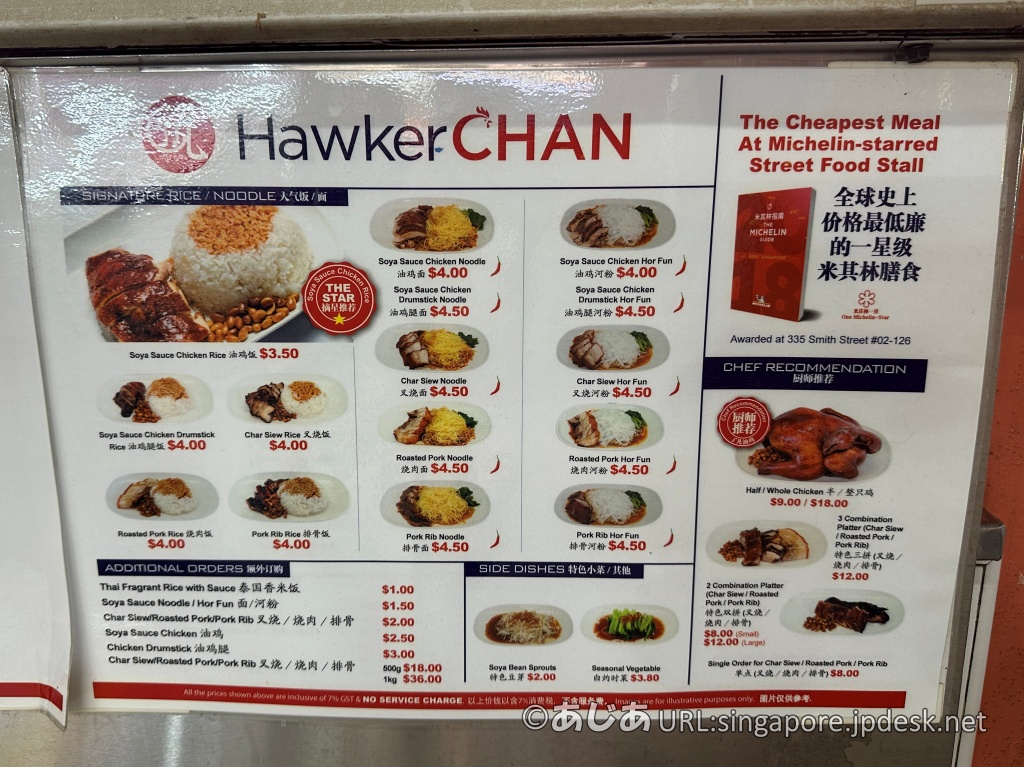 HawkerCHAN
SIGNATURE RICE / NOODLE 人气饭 / 面
Soya Sauce Chicken Rice
THE
STAR
摘星推荐
Soya Sauce Chicken Rice 油鸡饭 $3.50
Soya Sauce Chicken Drumstick
Rice 油鸡腿饭 $4.00
Char Siew Rice 叉烧饭
$4.00
Roasted Pork Rice 烧肉饭
$4.00
Pork Rib Rice 排骨饭
$4.00
Soya Sauce Chicken Noodle
油鸡面 $4.00
Soya Sauce Chicken
Drumstick Noodle
油鸡腿面 $4.50
Char Siew Noodle
叉烧面 $4.50
Roasted Pork Noodle
烧肉面 $4.50
Pork Rib Noodle
排骨面 $4.50
Soya Sauce Chicken Hor Fun
油鸡河粉 $4.00
Soya Sauce Chicken
Drumstick Hor Fun
油鸡腿河粉 $4.50
Char Siew Hor Fun
叉烧河粉 $4.50
Roasted Pork Hor Fun
烧肉河粉 $4.50
Pork Rib Hor Fun
排骨河粉 $4.50
ADDITIONAL ORDERS 额外订购
Thai Fragrant Rice with Sauce 泰国香米饭 $1.00
Soya Sauce Noodle / Hor Fun 面/河粉 $1.50
Char Siew/Roasted Pork/Pork Rib 叉烧 / 烧肉 / 排骨 $2.00
Soya Sauce Chicken 油鸡 $2.50
Chicken Drumstick 油鸡腿 $3.00
Char Siew/Roasted Pork/Pork Rib 叉烧 / 烧肉 / 排骨 500g $18.00
1kg $36.00
SIDE DISHES 特色小菜 / 其他
Soya Bean Sprouts
特色豆芽 $2.00
Seasonal Vegetable
白灼时菜 $3.80
The Cheapest Meal
At Michelin-starred
Street Food Stall
米其林指南
THE
MICHELIN
GUIDE
全球史上
价格最低廉
的一星级
米其林膳食
One Michelin-Star
Awarded at 335 Smith Street #02-126
CHEF RECOMMENDATION
厨师推荐
Chef Recommendation
厨师
推荐
Half / Whole Chicken 半 / 整只鸡
$9.00 / $18.00
3 Combination
Platter (Char Siew
/ Roasted Pork /
Pork Rib)
特色三拼 (叉烧 /
烧肉 / 排骨)
$12.00
2 Combination Platter
(Char Siew / Roasted
Pork / Pork Rib)
特色双拼 (叉烧 /
烧肉 / 排骨)
$8.00 (Small)
$12.00 (Large)
Single Order for Char Siew / Roasted Pork / Pork Rib
单点 (叉烧 / 烧肉 / 排骨) $8.00
All the prices shown above are inclusive of 7% GST & NO SERVICE CHARGE. 以上价钱以含7%消费税, 不含服务费. Images are for illustrative purposes only. 图片仅供参考.
©あじあ URL:singapore.jpdesk.net